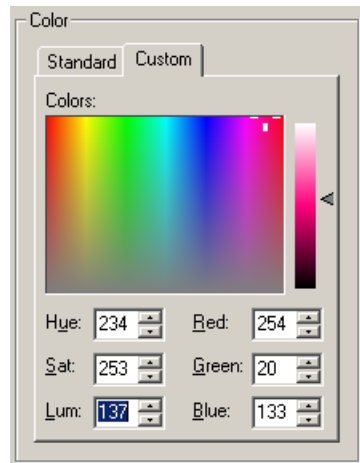 Color
Standard Custom
Colors:
Hue: 234 Red: 254
Sat: 253 Green: 20
Lum: 137 Blue: 133